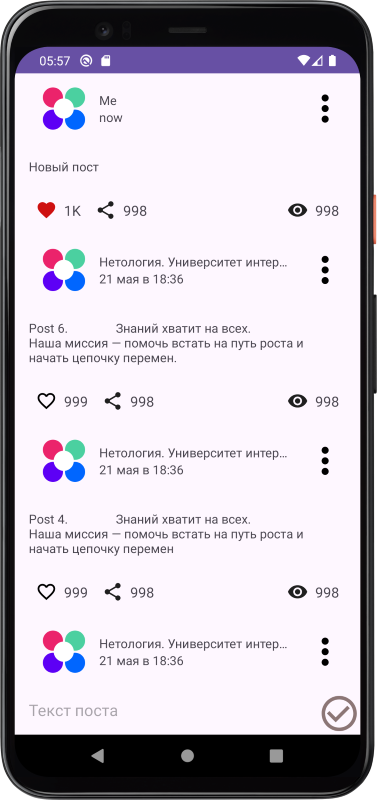 05:57
Me
now
Новый пост
1K 998 998
Нетология. Университет интер...
21 мая в 18:36
Post 6. Знаний хватит на всех.
Наша миссия — помочь встать на путь роста и
начать цепочку перемен.
999 998 998
Нетология. Университет интер...
21 мая в 18:36
Post 4. Знаний хватит на всех.
Наша миссия — помочь встать на путь роста и
начать цепочку перемен
999 998 998
Нетология. Университет интер...
21 мая в 18:36
Текст поста